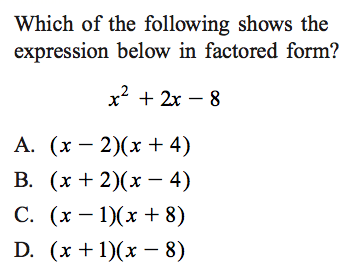 Which of the following shows the
expression below in factored form?
x² + 2x − 8
A. (x − 2)(x + 4)
B. (x + 2)(x − 4)
C. (x − 1)(x + 8)
D. (x + 1)(x − 8)